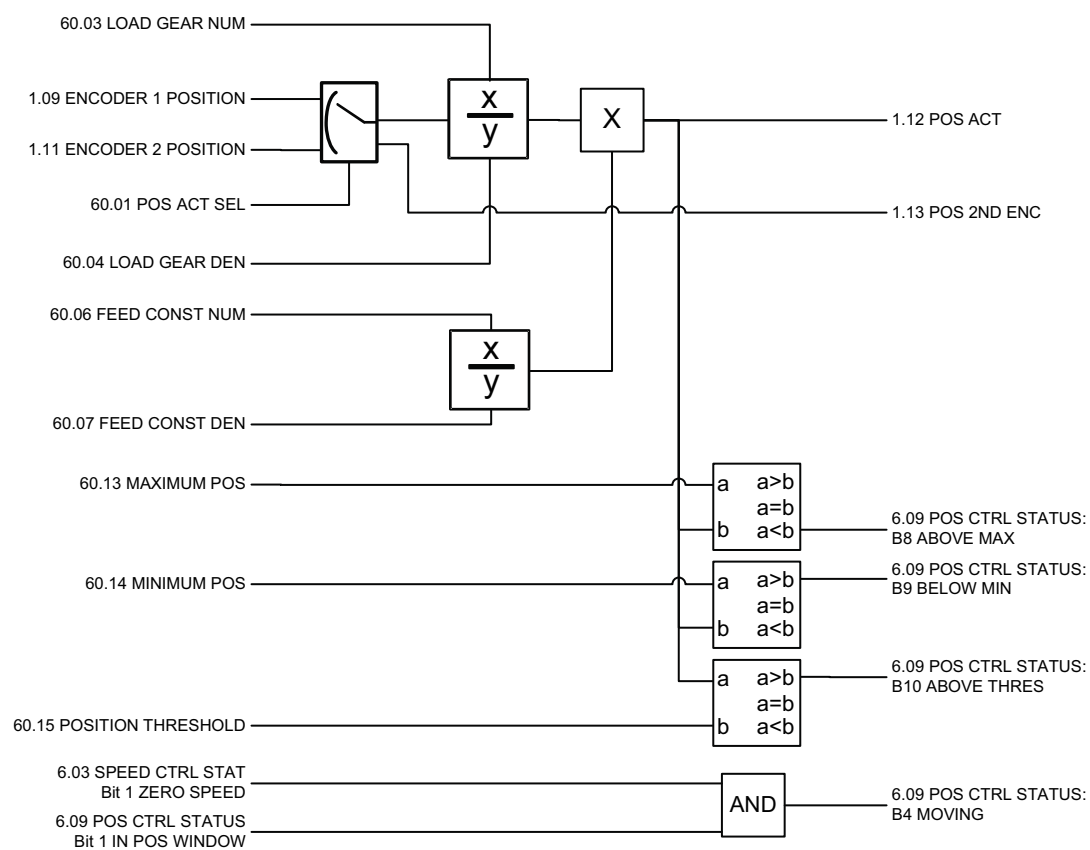 60.03 LOAD GEAR NUM
1.09 ENCODER 1 POSITION
x
y
X
1.12 POS ACT
1.11 ENCODER 2 POSITION
60.01 POS ACT SEL
1.13 POS 2ND ENC
60.04 LOAD GEAR DEN
60.06 FEED CONST NUM
x
y
60.07 FEED CONST DEN
60.13 MAXIMUM POS
a a>b
a=b
b a<b
6.09 POS CTRL STATUS:
B8 ABOVE MAX
60.14 MINIMUM POS
a a>b
a=b
b a<b
6.09 POS CTRL STATUS:
B9 BELOW MIN
a a>b
a=b
b a<b
6.09 POS CTRL STATUS:
B10 ABOVE THRES
60.15 POSITION THRESHOLD
6.03 SPEED CTRL STAT
Bit 1 ZERO SPEED
AND
6.09 POS CTRL STATUS:
B4 MOVING
6.09 POS CTRL STATUS
Bit 1 IN POS WINDOW